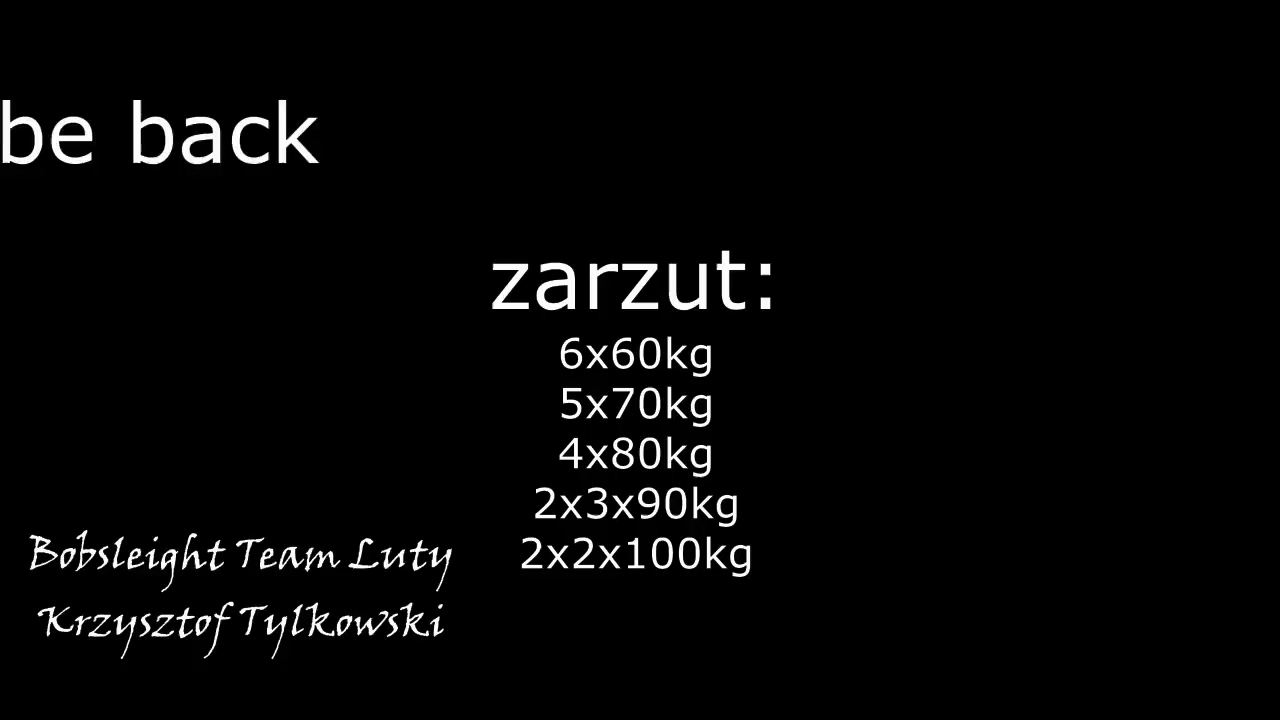 be back
zarzut:
6x60kg
5x70kg
4x80kg
2x3x90kg
2x2x100kg
Bobsleight Team Luty
Krzysztof Tylkowski